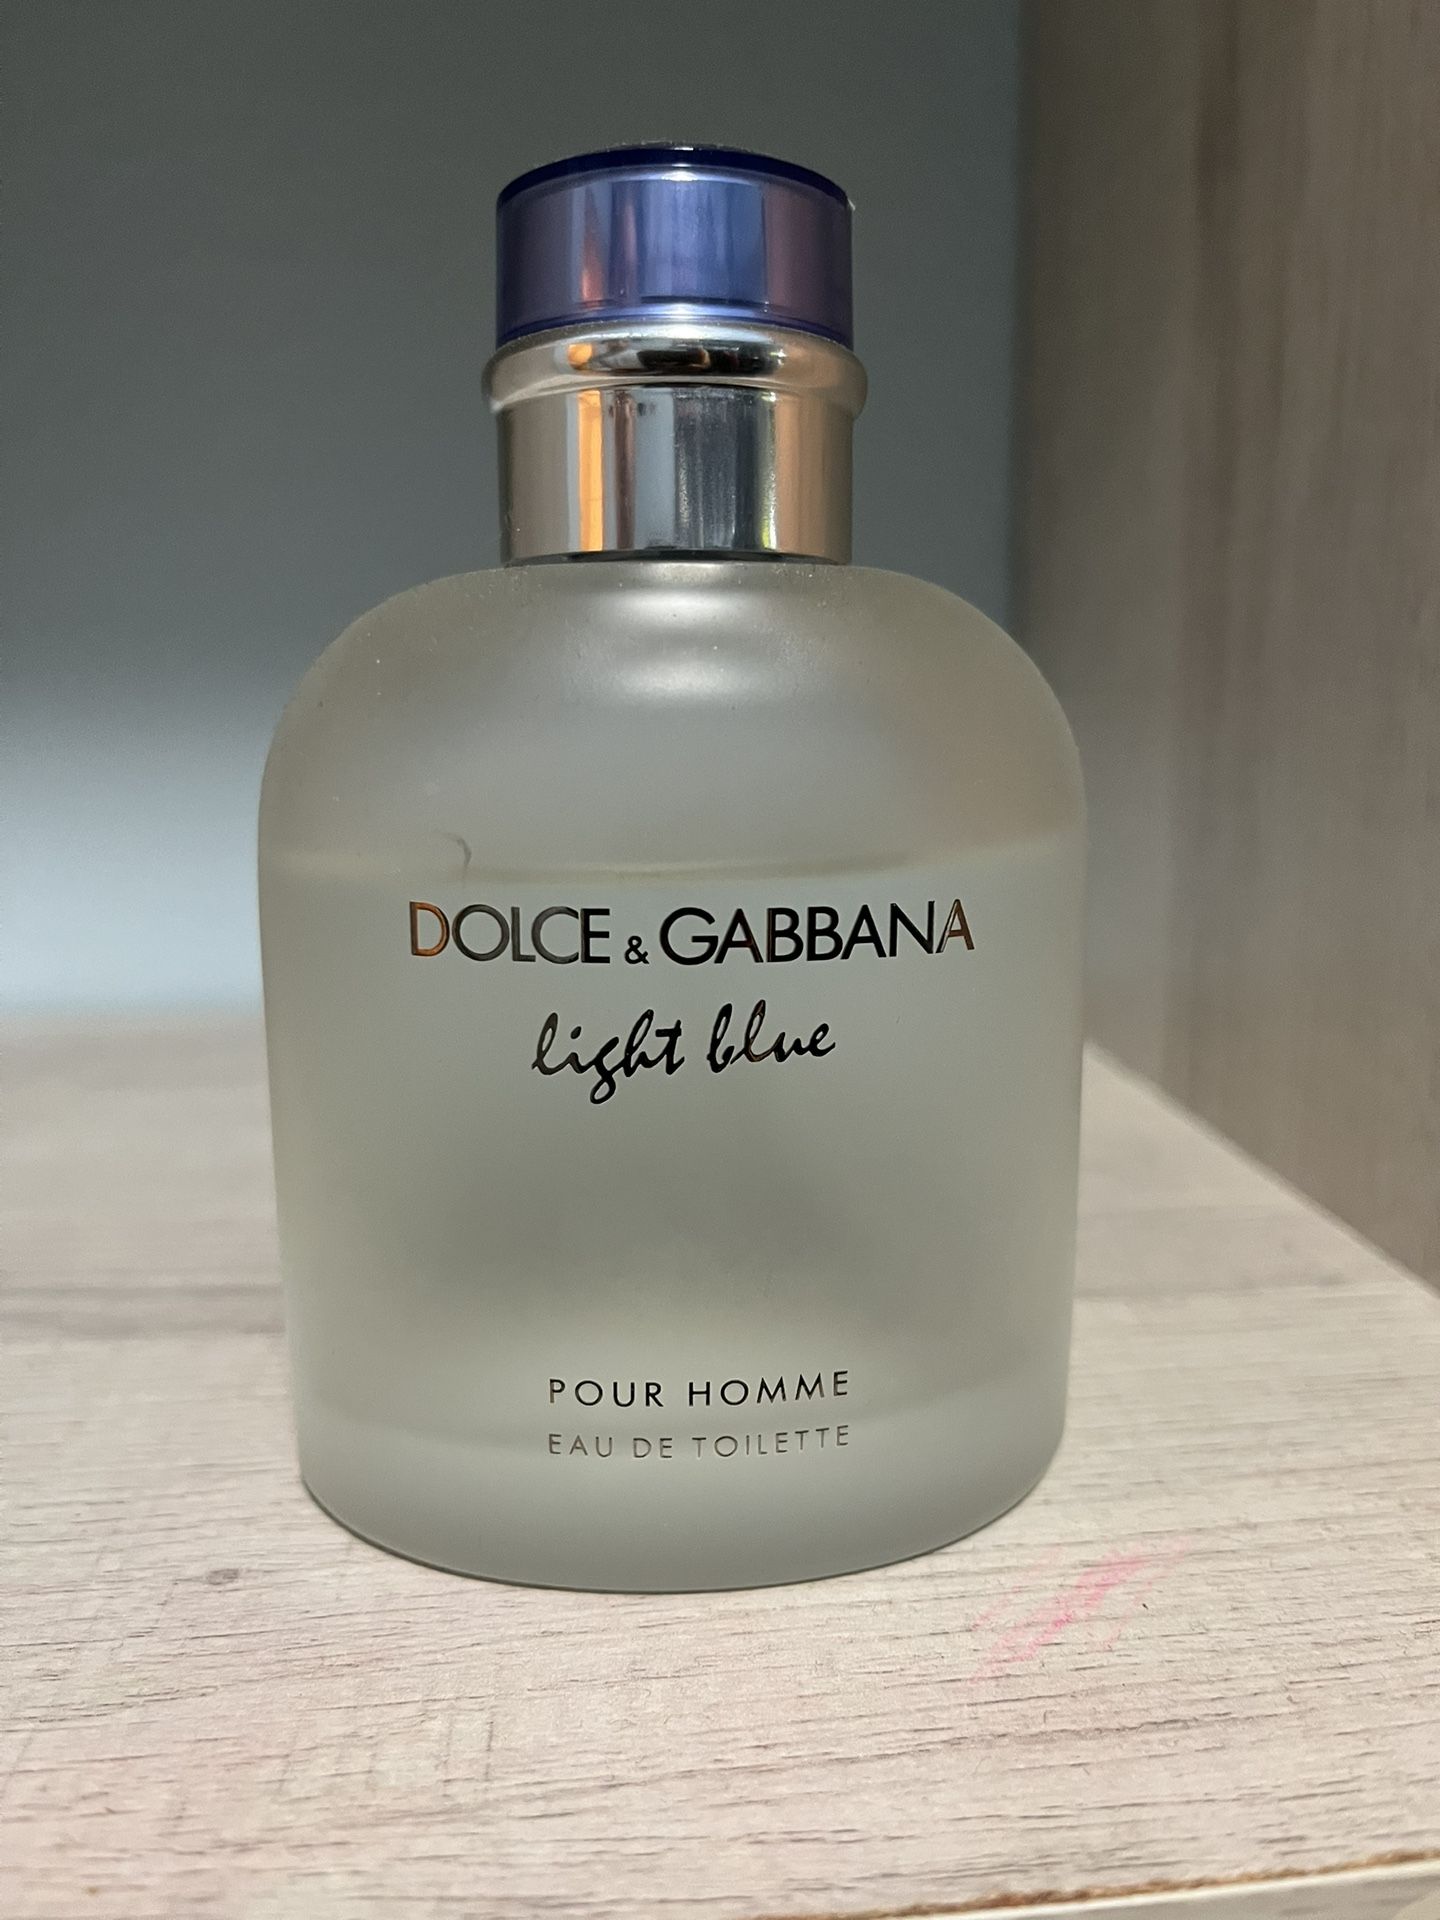 DOLCE & GABBANA
light blue
POUR HOMME
EAU DE TOILETTE